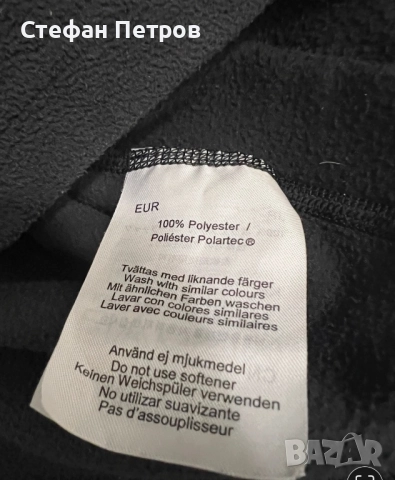 Стефан Петров
EUR
100% Polyester /
Poliéster Polartec®
Tvättas med liknande färger
Wash with similar colours
Mit ähnlichen Farben waschen
Lavar con colores similares
Laver avec couleurs similaires
Använd ej mjukmedel
Do not use softener
Keinen Weichspüler verwenden
No utilizar suavizante
Pas d'assouplisseur
BAZAR